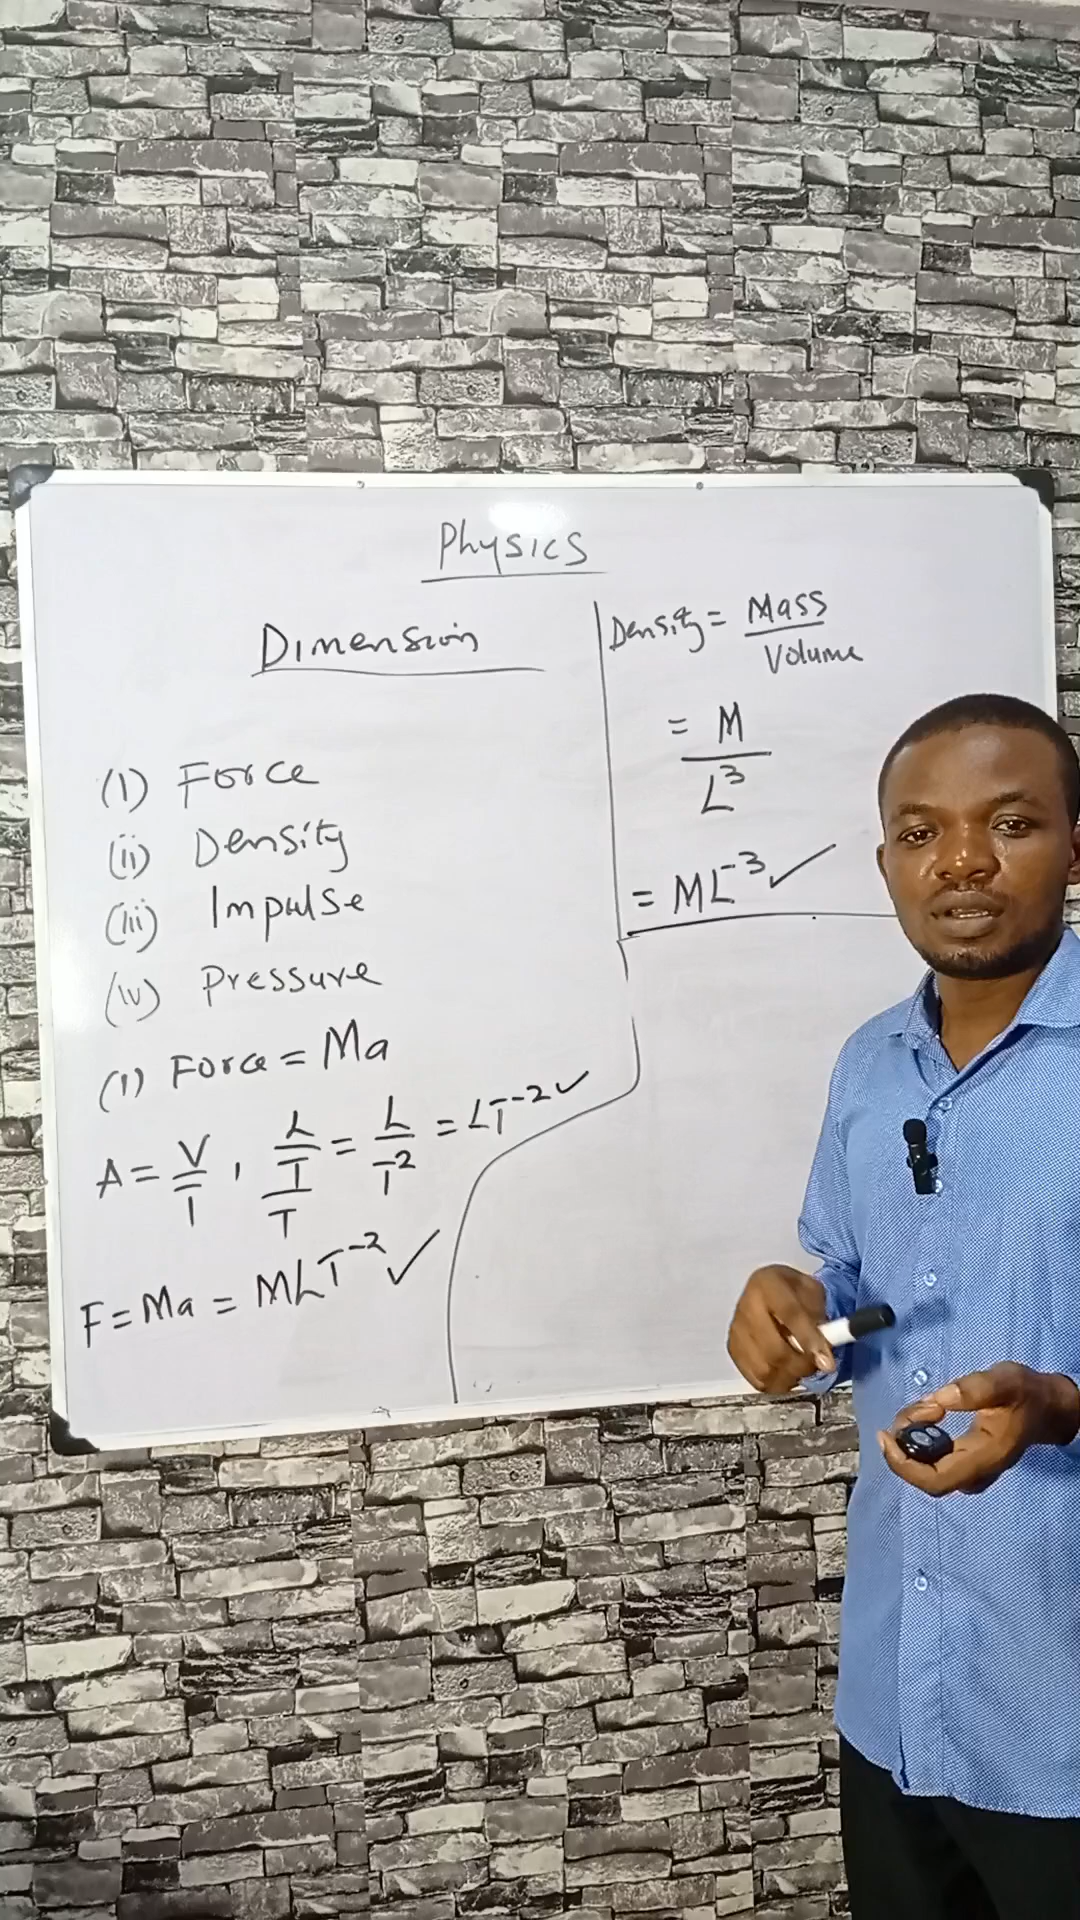 Physics
Dimension
(i) Force
(ii) Density
(iii) Impulse
(iv) Pressure
(i) Force = Ma
A = V/T, L/T/T = L/T² = LT⁻² ✓
F = Ma = MLT⁻² ✓
Density = Mass/Volume
= M/L³
= ML⁻³ ✓